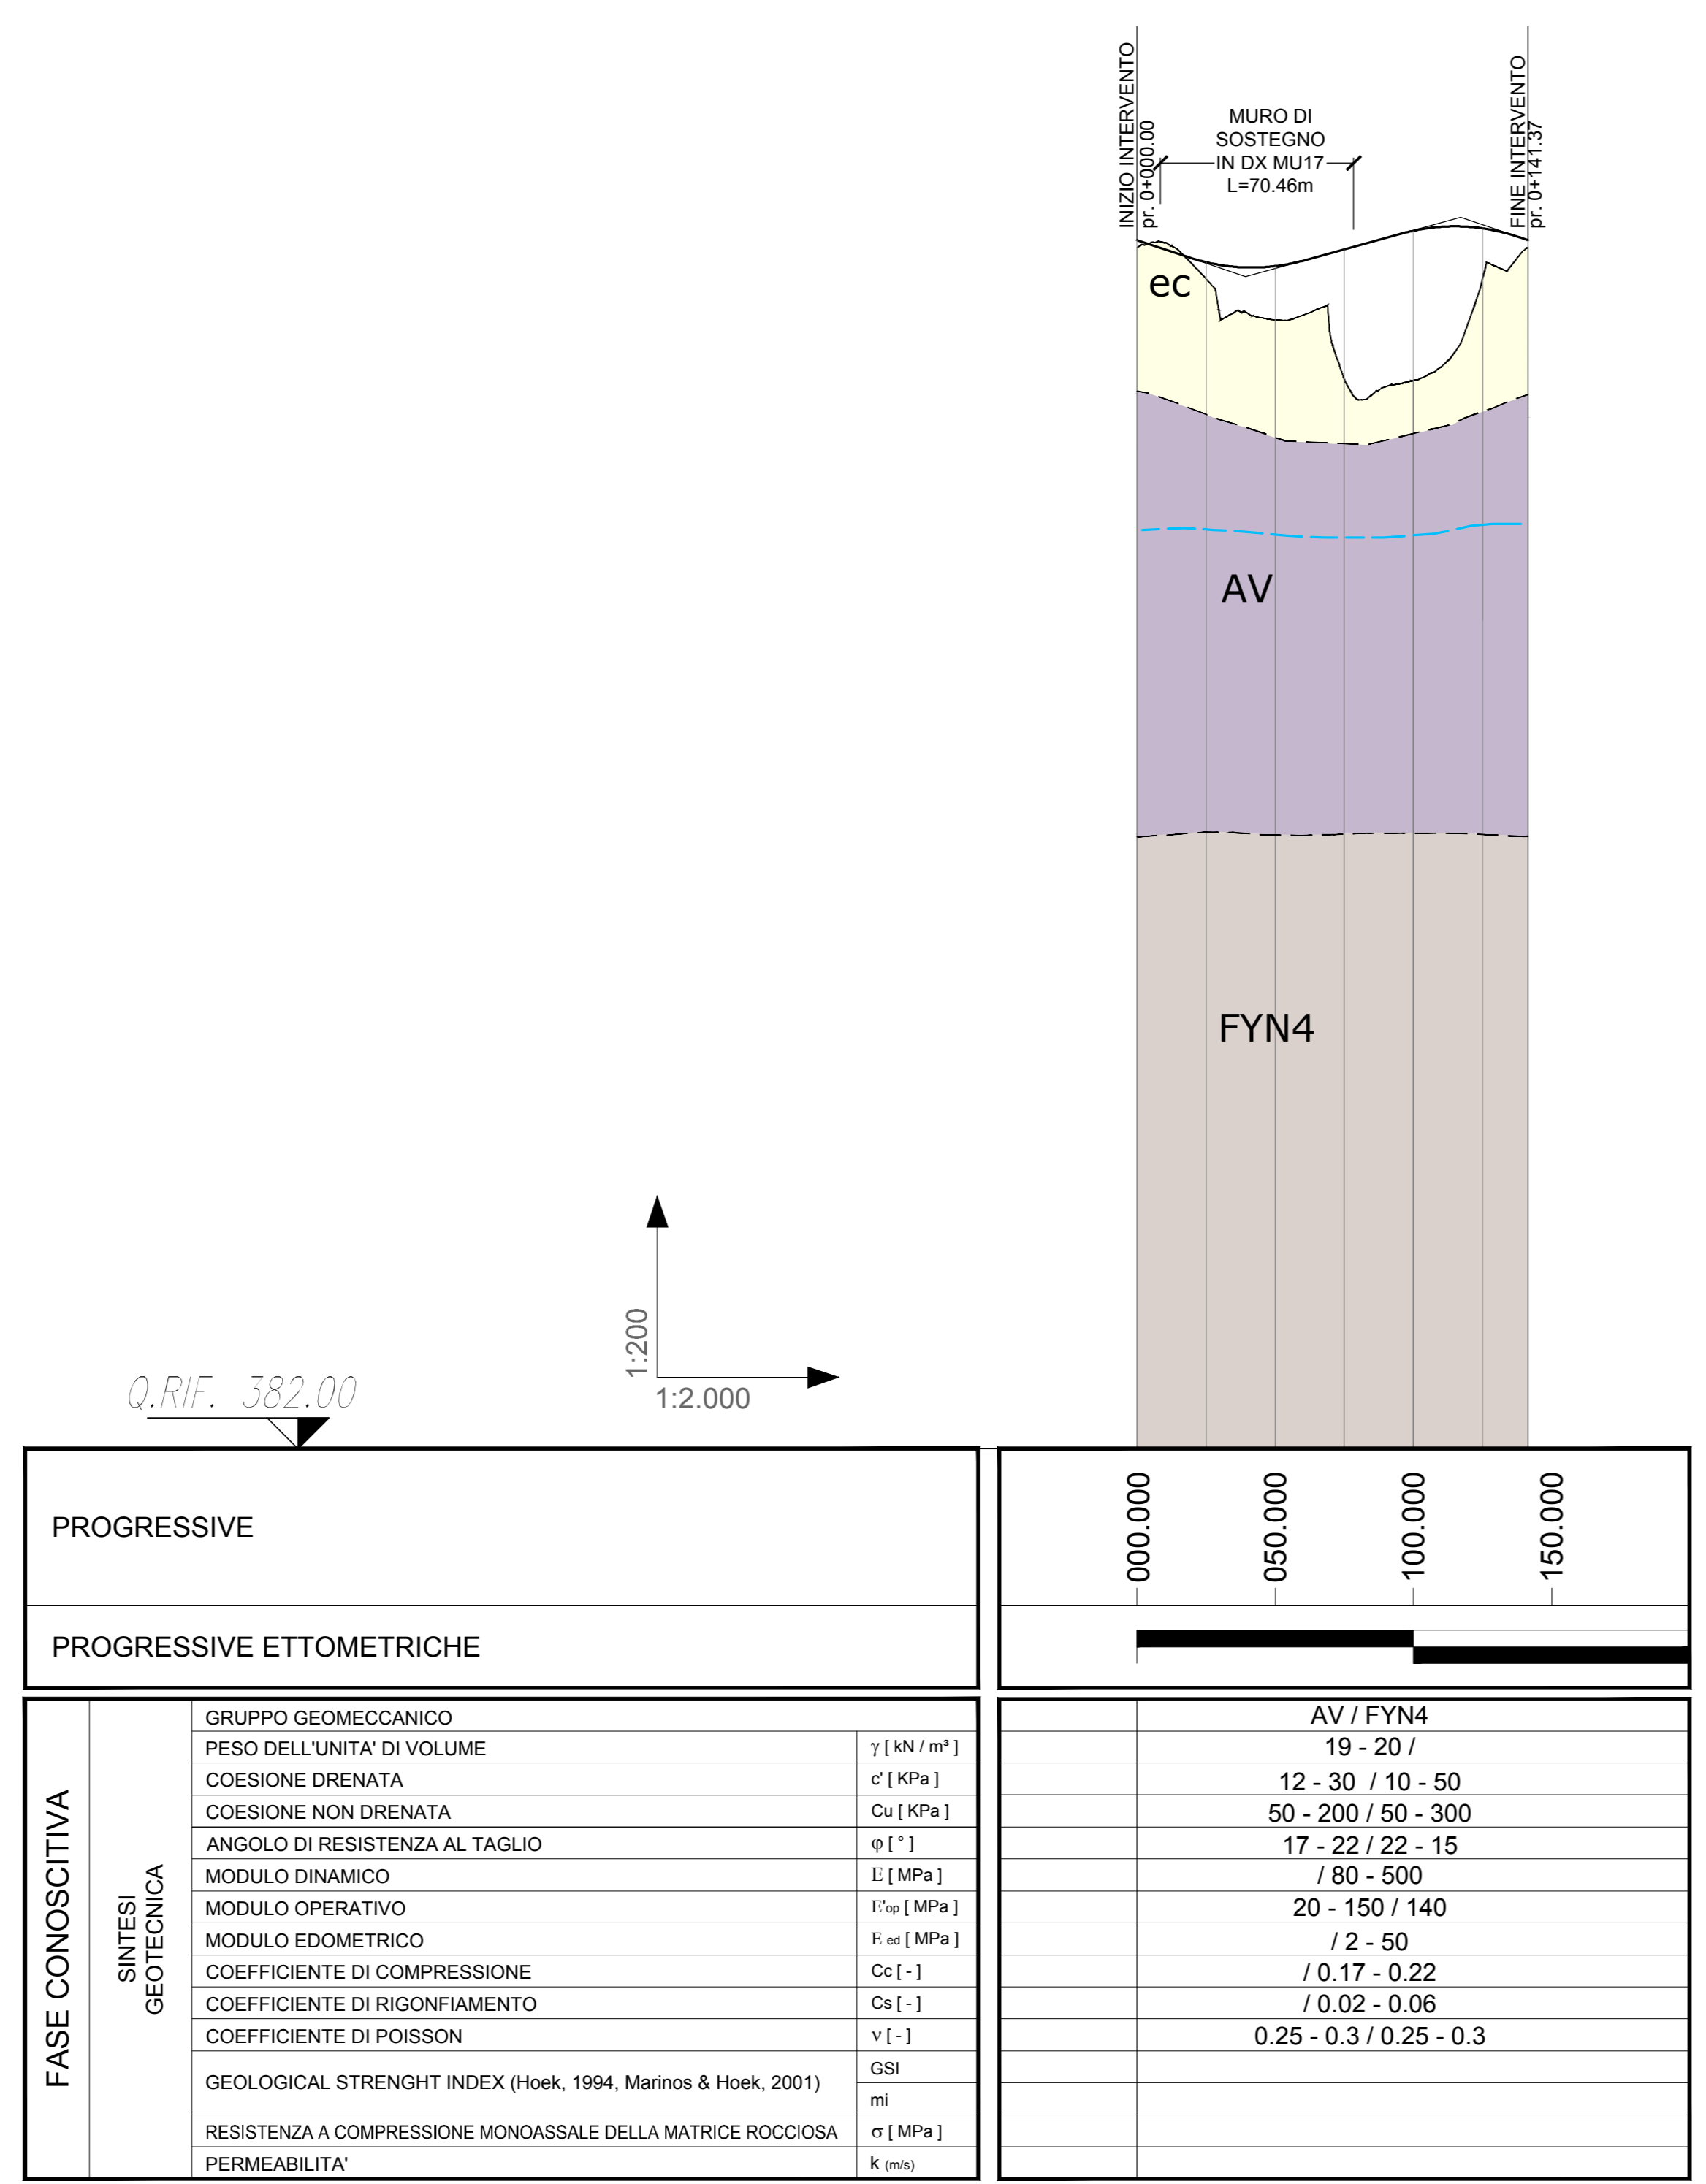 INIZIO INTERVENTO
pr. 0+000.00
MURO DI
SOSTEGNO
IN DX MU17
L=70.46m
FINE INTERVENTO
pr. 0+141.37
ec
AV
FYN4
1:200
1:2.000
Q.RIF. 382.00
PROGRESSIVE
000.000
050.000
100.000
150.000
PROGRESSIVE ETTOMETRICHE
FASE CONOSCITIVA
SINTESI
GEOTECNICA
GRUPPO GEOMECCANICO AV / FYN4
PESO DELL'UNITA' DI VOLUME γ [ kN / m³ ] 19 - 20 /
COESIONE DRENATA c' [ KPa ] 12 - 30 / 10 - 50
COESIONE NON DRENATA Cu [ KPa ] 50 - 200 / 50 - 300
ANGOLO DI RESISTENZA AL TAGLIO φ [ ° ] 17 - 22 / 22 - 15
MODULO DINAMICO E [ MPa ] / 80 - 500
MODULO OPERATIVO E'op [ MPa ] 20 - 150 / 140
MODULO EDOMETRICO E ed [ MPa ] / 2 - 50
COEFFICIENTE DI COMPRESSIONE Cc [ - ] / 0.17 - 0.22
COEFFICIENTE DI RIGONFIAMENTO Cs [ - ] / 0.02 - 0.06
COEFFICIENTE DI POISSON ν [ - ] 0.25 - 0.3 / 0.25 - 0.3
GEOLOGICAL STRENGHT INDEX (Hoek, 1994, Marinos & Hoek, 2001) GSI
mi
RESISTENZA A COMPRESSIONE MONOASSALE DELLA MATRICE ROCCIOSA σ [ MPa ]
PERMEABILITA' k (m/s)